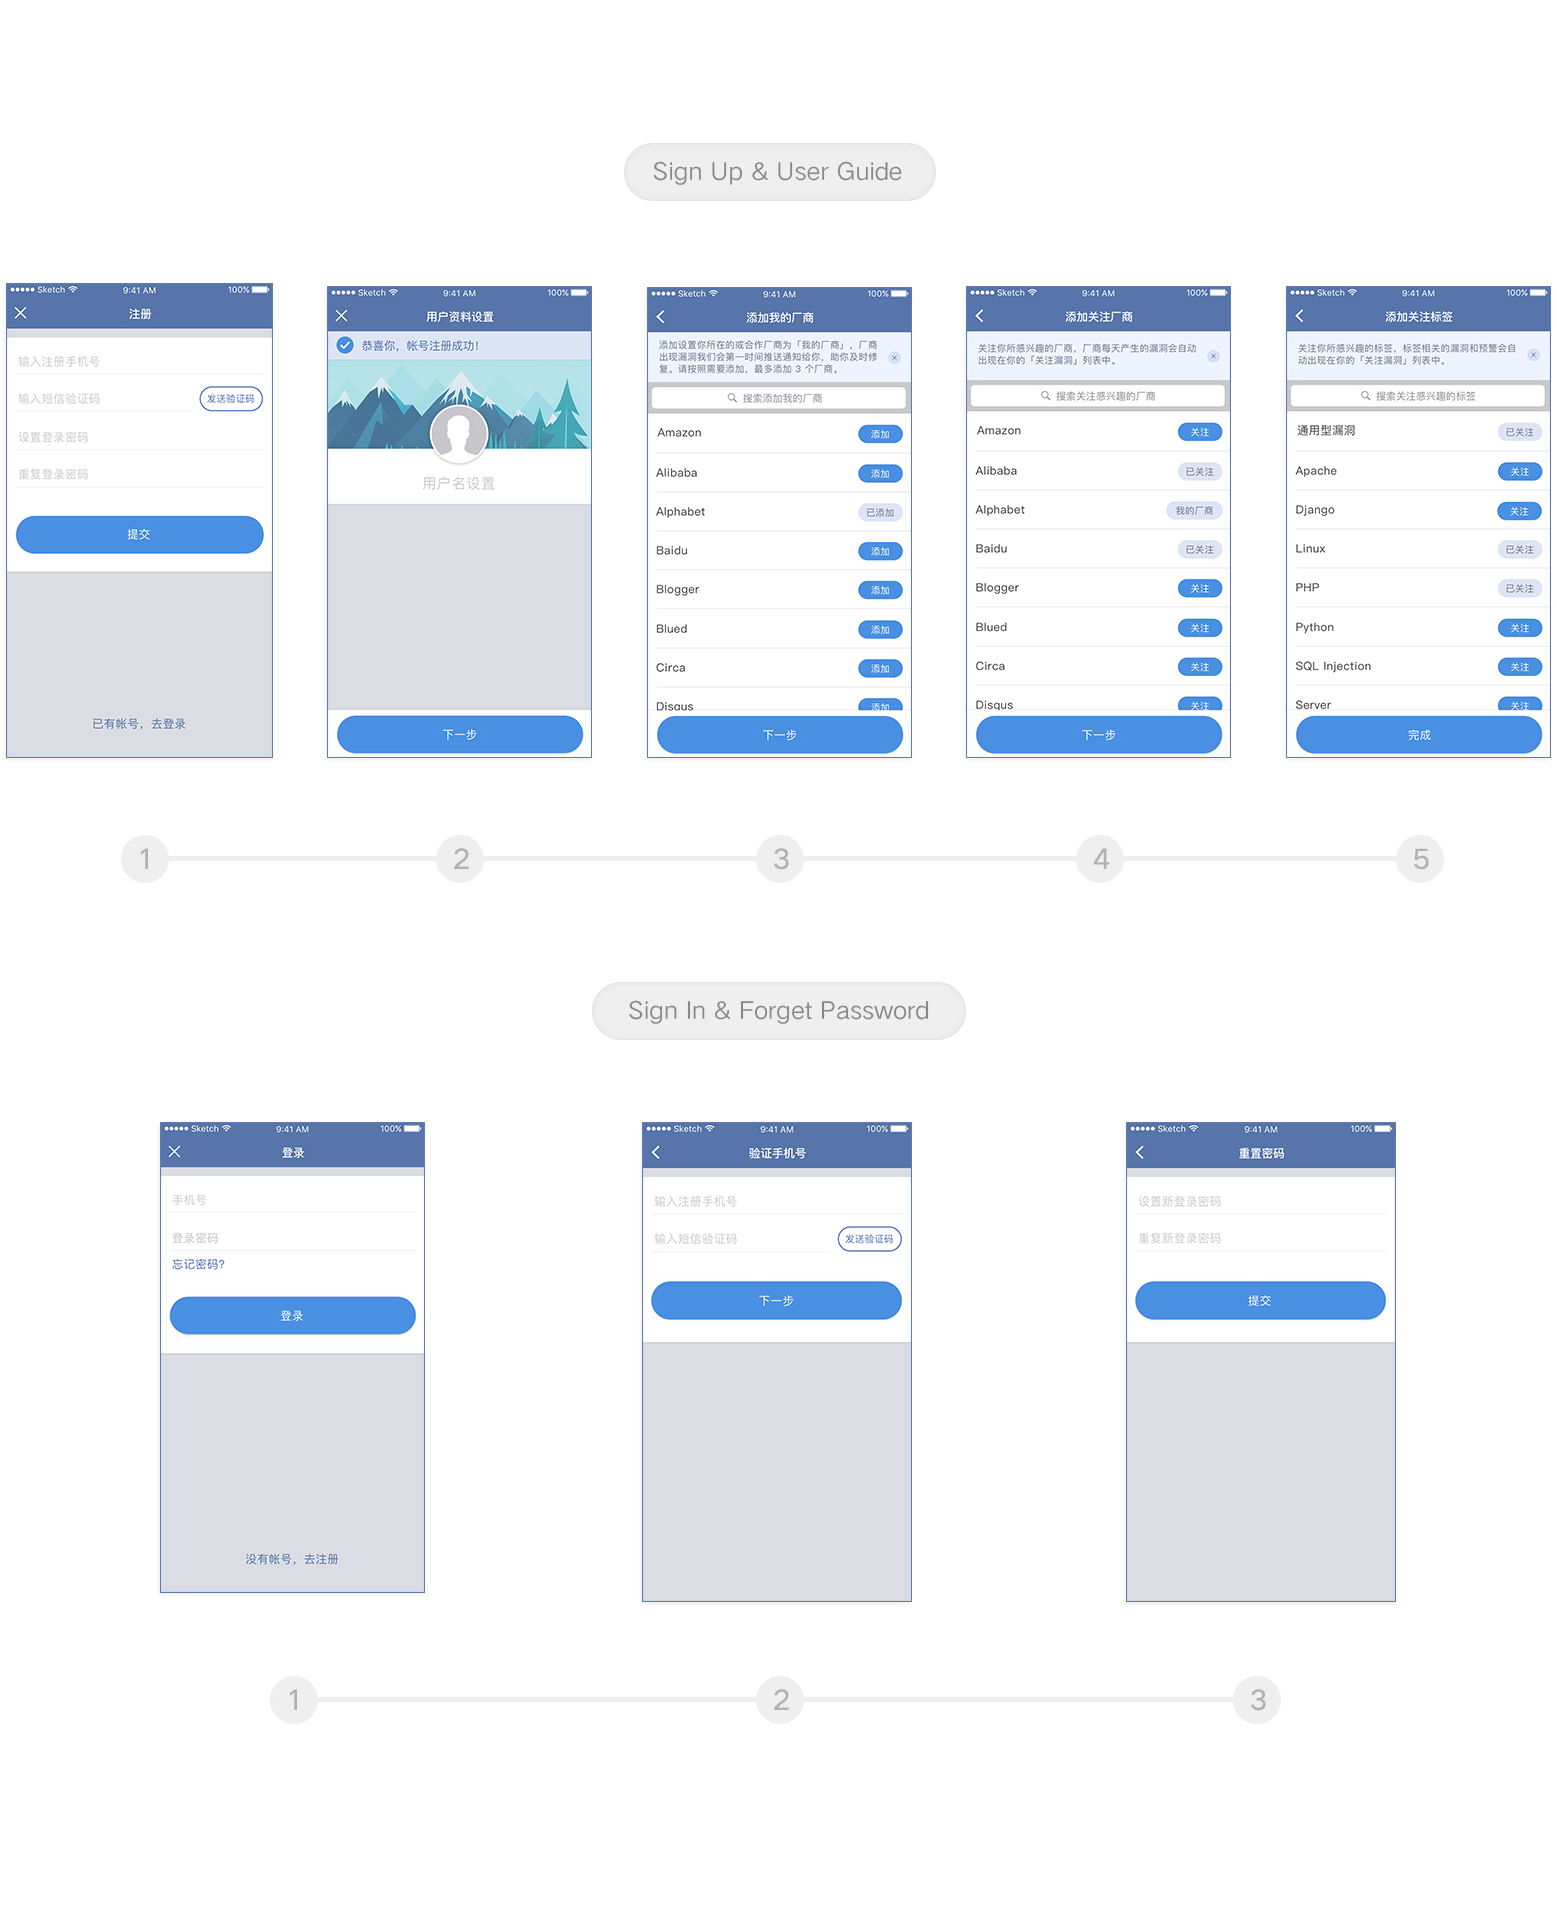 Sign Up & User Guide
Sketch 9:41 AM 100%
注册
输入注册手机号
输入短信验证码 发送验证码
设置登录密码
重复登录密码
提交
已有帐号，去登录
Sketch 9:41 AM 100%
用户资料设置
恭喜你，帐号注册成功！
用户名设置
下一步
Sketch 9:41 AM 100%
添加我的厂商
添加设置你所在的或合作厂商为「我的厂商」，厂商
出现漏洞我们会第一时间推送通知给你，助你及时修
复。请按照需要添加，最多添加 3 个厂商。
搜索添加我的厂商
Amazon 添加
Alibaba 添加
Alphabet 已添加
Baidu 添加
Blogger 添加
Blued 添加
Circa 添加
Disqus 添加
下一步
Sketch 9:41 AM 100%
添加关注厂商
关注你所感兴趣的厂商，厂商每天产生的漏洞会自动
出现在你的「关注漏洞」列表中。
搜索关注感兴趣的厂商
Amazon 关注
Alibaba 已关注
Alphabet 我的厂商
Baidu 已关注
Blogger 关注
Blued 关注
Circa 关注
Disqus 关注
下一步
Sketch 9:41 AM 100%
添加关注标签
关注你所感兴趣的标签，标签相关的漏洞和预警会自
动出现在你的「关注漏洞」列表中。
搜索关注感兴趣的标签
通用型漏洞 已关注
Apache 关注
Django 关注
Linux 已关注
PHP 已关注
Python 关注
SQL Injection 关注
Server 关注
完成
1 2 3 4 5
Sign In & Forget Password
Sketch 9:41 AM 100%
登录
手机号
登录密码
忘记密码？
登录
没有帐号，去注册
Sketch 9:41 AM 100%
验证手机号
输入注册手机号
输入短信验证码 发送验证码
下一步
Sketch 9:41 AM 100%
重置密码
设置新登录密码
重复新登录密码
提交
1 2 3